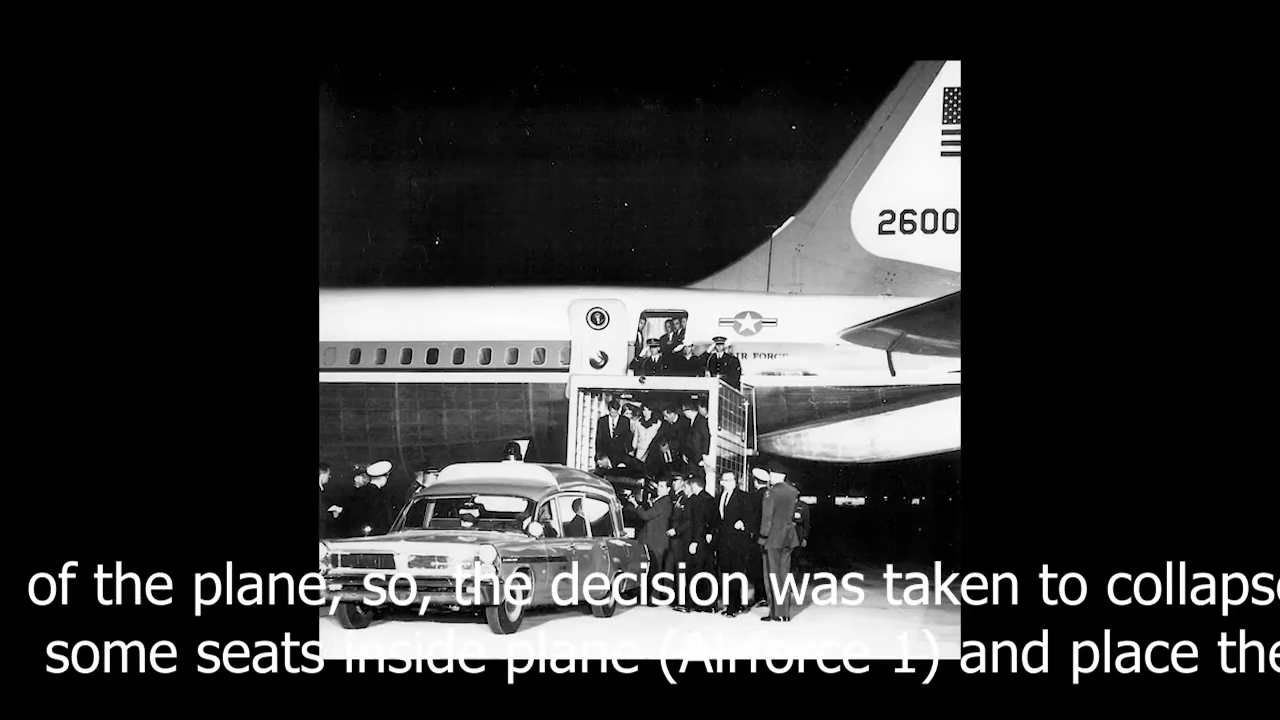 2600
AIR FORCE
of the plane, so, the decision was taken to collapse
some seats inside plane (Airforce 1) and place the